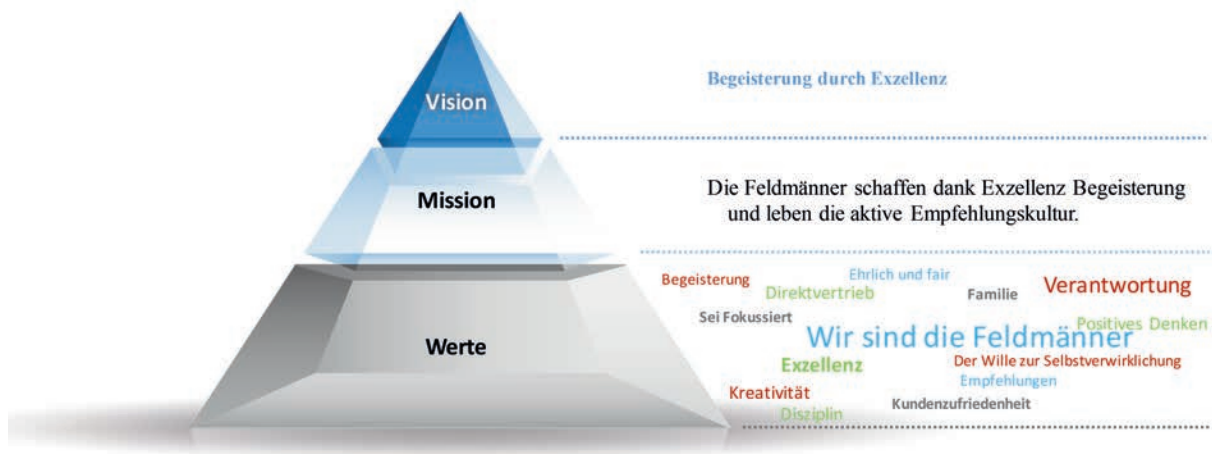 Vision
Begeisterung durch Exzellenz
Mission
Die Feldmänner schaffen dank Exzellenz Begeisterung
und leben die aktive Empfehlungskultur.
Werte
Begeisterung
Ehrlich und fair
Direktvertrieb
Familie
Verantwortung
Sei Fokussiert
Positives Denken
Wir sind die Feldmänner
Exzellenz
Der Wille zur Selbstverwirklichung
Empfehlungen
Kreativität
Kundenzufriedenheit
Disziplin